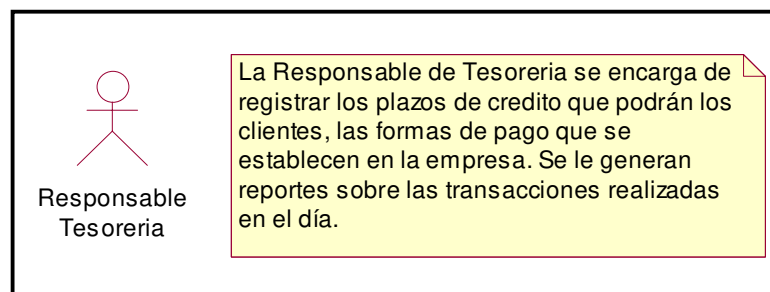 Responsable
Tesoreria
La Responsable de Tesoreria se encarga de
registrar los plazos de credito que podrán los
clientes, las formas de pago que se
establecen en la empresa. Se le generan
reportes sobre las transacciones realizadas
en el día.